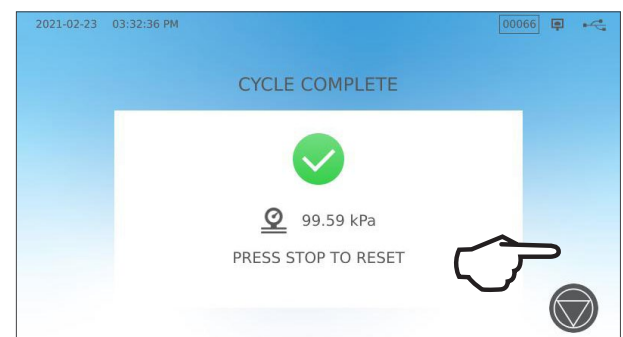 2021-02-23 03:32:36 PM 00066
CYCLE COMPLETE
99.59 kPa
PRESS STOP TO RESET